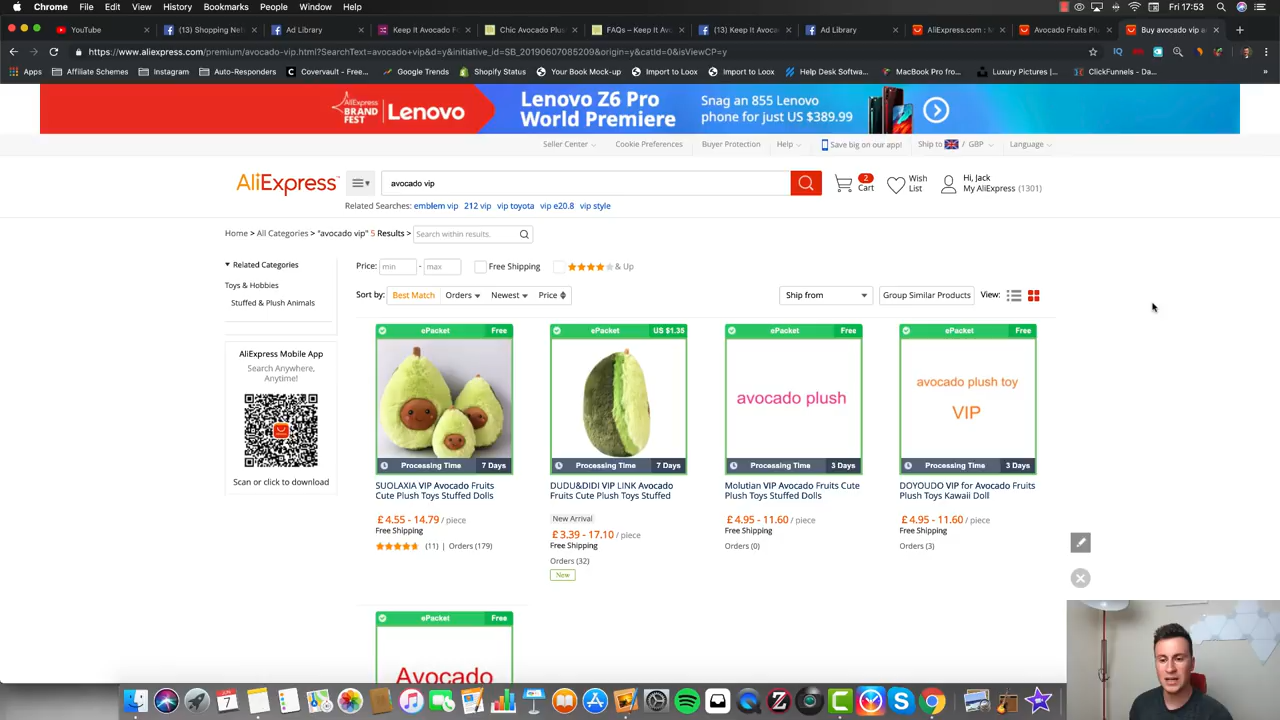 Chrome File Edit View History Bookmarks People Window Help Fri 17:53
YouTube (13) Shopping Net Ad Library Keep It Avocado F Chic Avocado Plus FAQs – Keep It Avo (13) Keep It Avoca Ad Library AliExpress.com : M Avocado Fruits Plu Buy avocado vip a
https://www.aliexpress.com/premium/avocado-vip.html?SearchText=avocado+vip&d=y&initiative_id=SB_20190607085209&origin=y&catId=0&isViewCP=y
Apps Affiliate Schemes Instagram Auto-Responders Covervault - Free... Google Trends Shopify Status Your Book Mock-up Import to Loox Import to Loox Help Desk Softwa... MacBook Pro fro... Luxury Pictures |... ClickFunnels - Da...
AliExpress BRAND FEST Lenovo Lenovo Z6 Pro World Premiere Snag an 855 Lenovo phone for just US $389.99
Seller Center Cookie Preferences Buyer Protection Help Save big on our app! Ship to / GBP Language
AliExpress avocado vip 2 Cart Wish List Hi, Jack My AliExpress (1301)
Related Searches: emblem vip 212 vip vip toyota vip e20.8 vip style
Home > All Categories > "avocado vip" 5 Results > Search within results.
Related Categories
Toys & Hobbies
Stuffed & Plush Animals
AliExpress Mobile App
Search Anywhere,
Anytime!
Scan or click to download
Price: min - max Free Shipping & Up
Sort by: Best Match Orders Newest Price Ship from Group Similar Products View:
ePacket Free
Processing Time 7 Days
SUOLAXIA VIP Avocado Fruits
Cute Plush Toys Stuffed Dolls
£ 4.55 - 14.79 / piece
Free Shipping
(11) | Orders (179)
ePacket US $1.35
Processing Time 7 Days
DUDU&DIDI VIP LINK Avocado
Fruits Cute Plush Toys Stuffed
New Arrival
£ 3.39 - 17.10 / piece
Free Shipping
Orders (32)
New
ePacket Free
avocado plush
Processing Time 3 Days
Molutian VIP Avocado Fruits Cute
Plush Toys Stuffed Dolls
£ 4.95 - 11.60 / piece
Free Shipping
Orders (0)
ePacket Free
avocado plush toy
VIP
Processing Time 3 Days
DOYOUDO VIP for Avocado Fruits
Plush Toys Kawaii Doll
£ 4.95 - 11.60 / piece
Free Shipping
Orders (3)
ePacket Free
Avocado